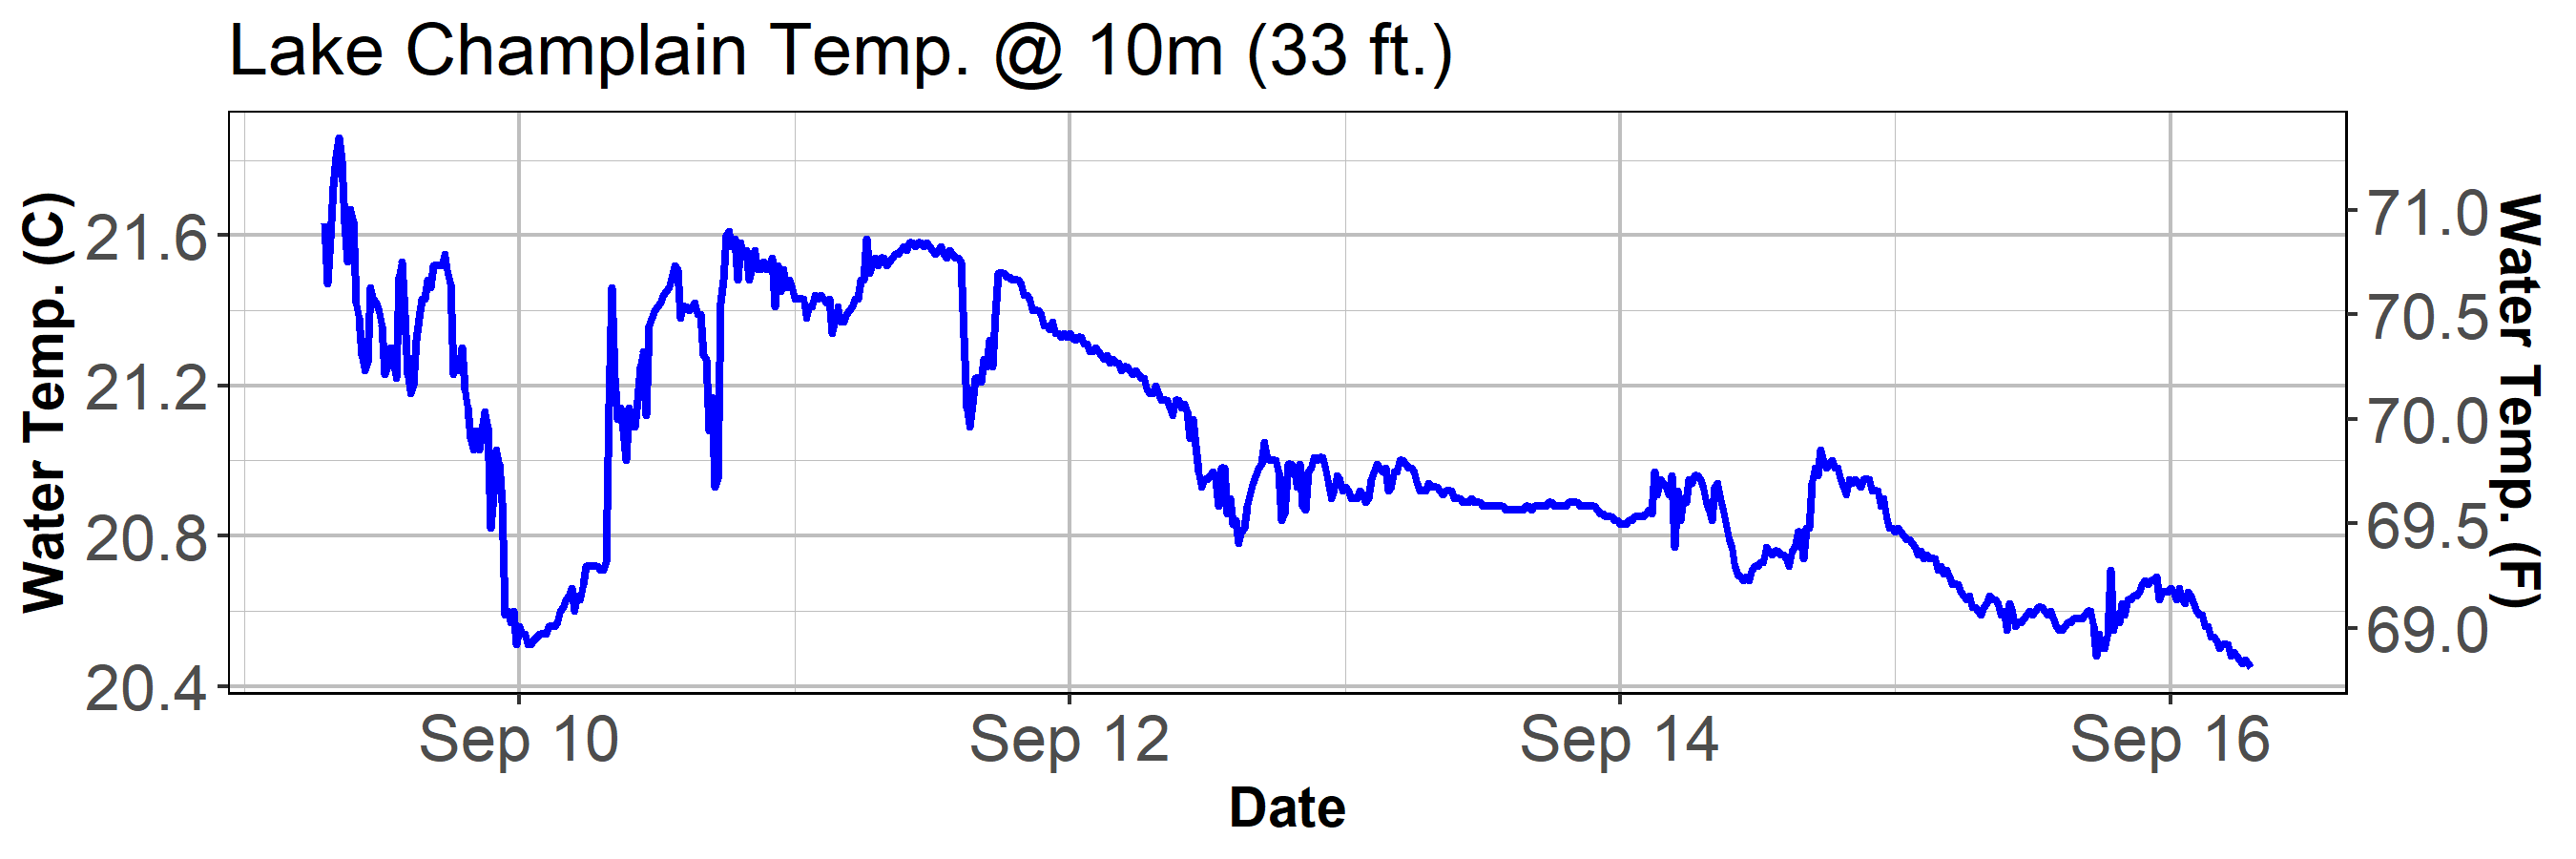 Lake Champlain Temp. @ 10m (33 ft.)
Water Temp. (C)
21.6
21.2
20.8
20.4
71.0
70.5
70.0
69.5
69.0
Water Temp. (F)
Sep 10
Sep 12
Sep 14
Sep 16
Date